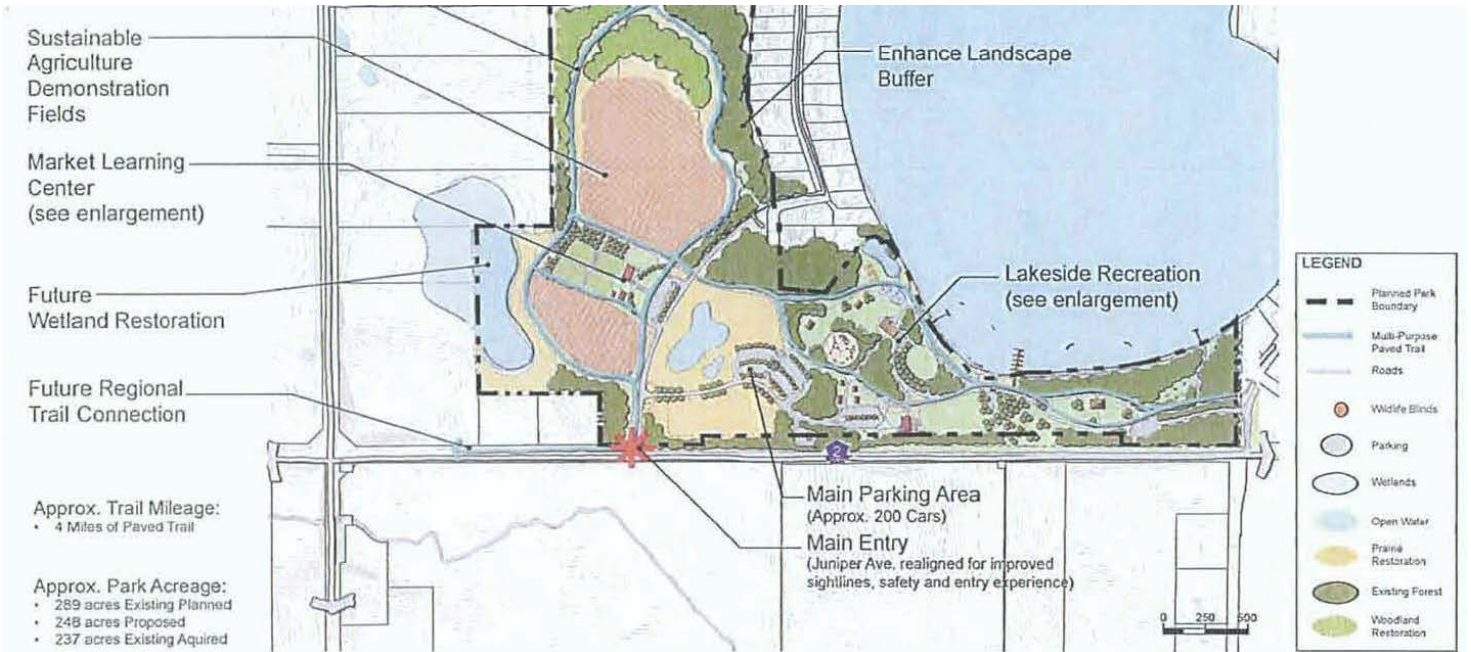 Sustainable
Agriculture
Demonstration
Fields
Market Learning
Center
(see enlargement)
Future
Wetland Restoration
Future Regional
Trail Connection
Approx. Trail Mileage:
• 4 Miles of Paved Trail
Approx. Park Acreage:
• 289 acres Existing Planned
• 248 acres Proposed
• 237 acres Existing Aquired
Enhance Landscape
Buffer
Lakeside Recreation
(see enlargement)
2
Main Parking Area
(Approx. 200 Cars)
Main Entry
(Juniper Ave, realigned for improved
sightlines, safety and entry experience)
0 250 500
LEGEND
Planned Park
Boundary
Multi-Purpose
Paved Trail
Roads
Wildlife Blinds
Parking
Wetlands
Open Water
Prairie
Restoration
Existing Forest
Woodland
Restoration